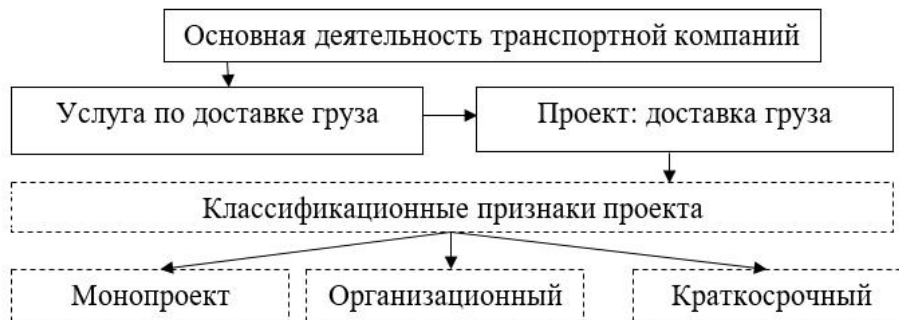 Основная деятельность транспортной компаний
Услуга по доставке груза
Проект: доставка груза
Классификационные признаки проекта
Монопроект
Организационный
Краткосрочный